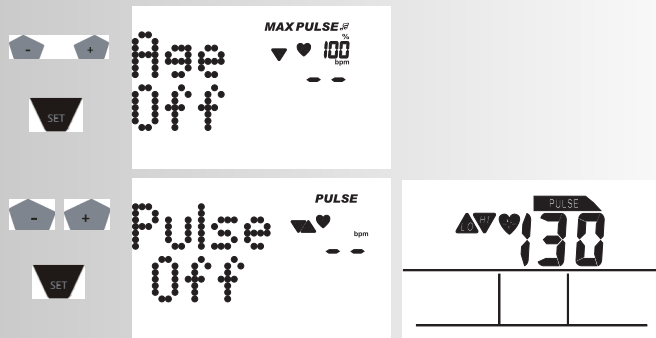 - +
MAX PULSE
%
100
bpm
-- --
Age
Off
SET
- +
PULSE
bpm
-- --
Pulse
Off
SET
PULSE
LO HI 130